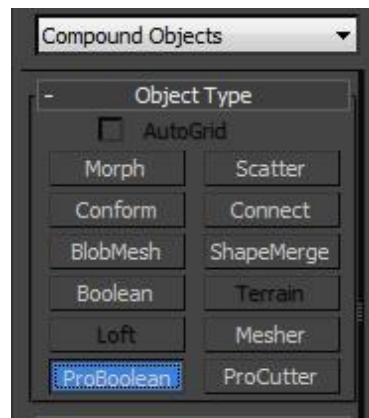 Compound Objects
- Object Type
AutoGrid
Morph Scatter
Conform Connect
BlobMesh ShapeMerge
Boolean Terrain
Loft Mesher
ProBoolean ProCutter